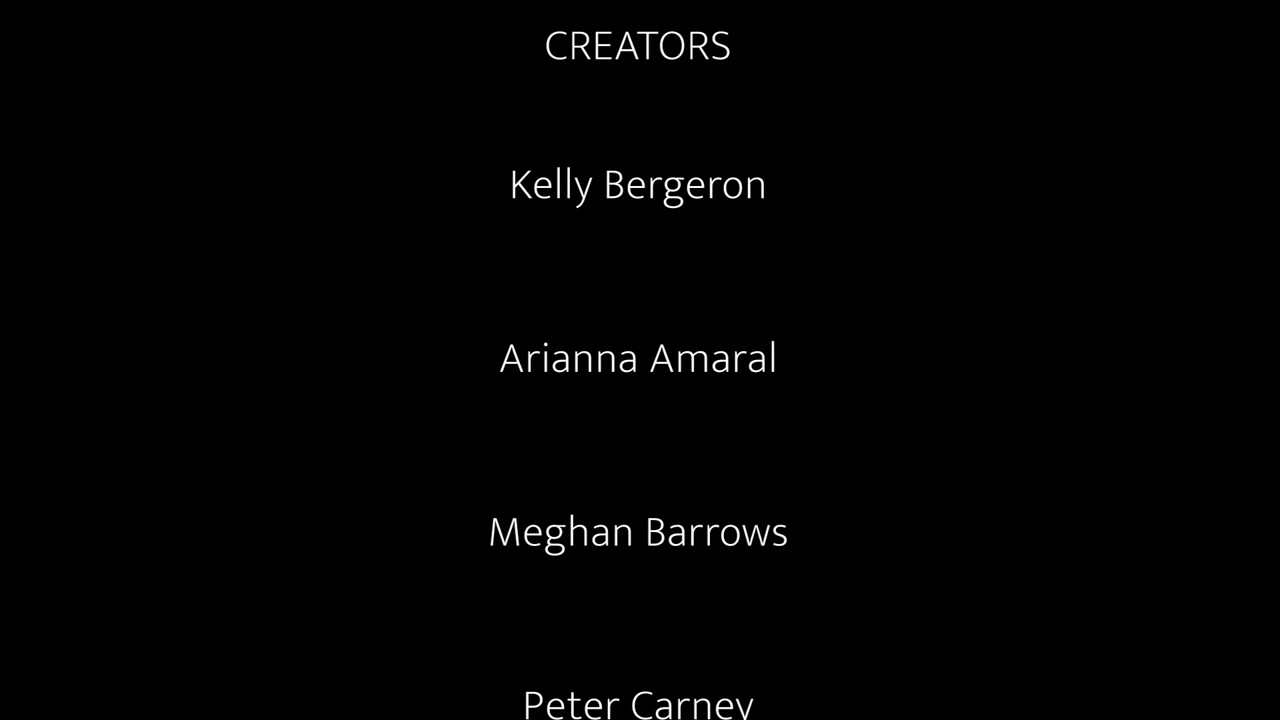 CREATORS
Kelly Bergeron
Arianna Amaral
Meghan Barrows
Peter Carney